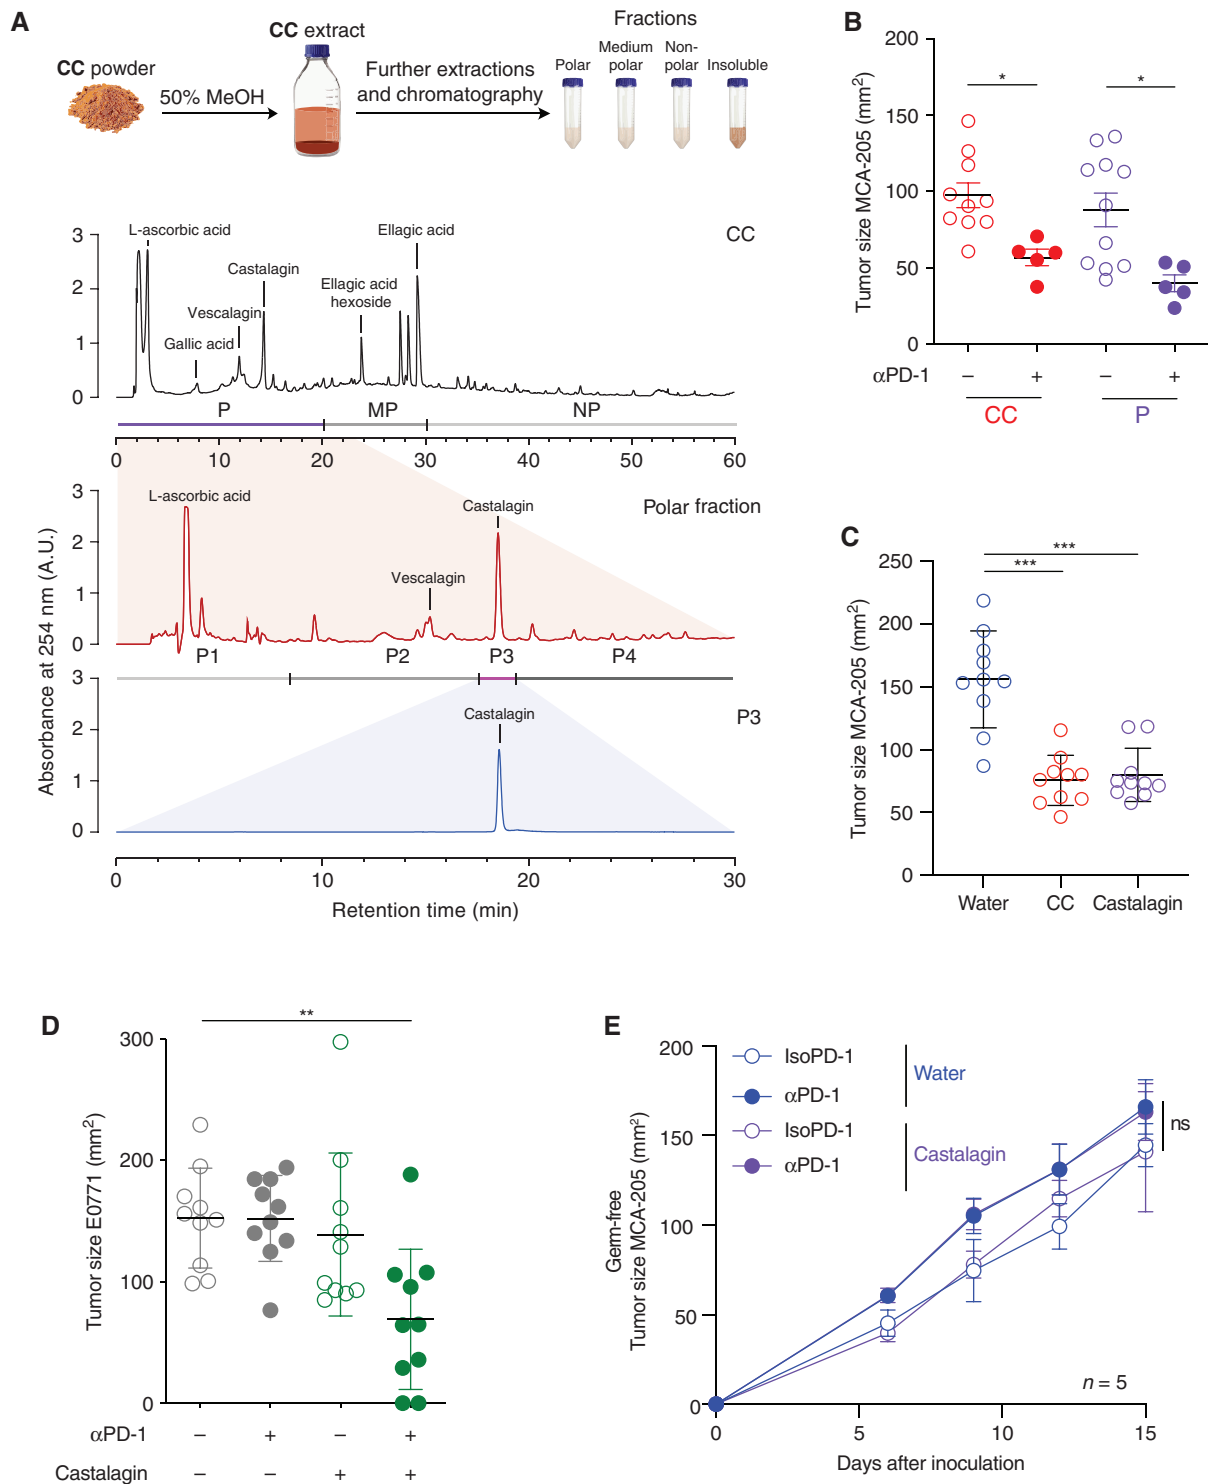 A
CC powder
50% MeOH
CC extract
Further extractions
and chromatography
Fractions
Polar
Medium
polar
Non-
polar
Insoluble
CC
L-ascorbic acid
Gallic acid
Vescalagin
Castalagin
Ellagic acid
hexoside
Ellagic acid
3
2
1
0
P
MP
NP
0 10 20 30 40 50 60
Absorbance at 254 nm (A.U.)
Polar fraction
L-ascorbic acid
Vescalagin
Castalagin
3
2
1
0
P1
P2
P3
P4
P3
Castalagin
3
2
1
0
0 10 20 30
Retention time (min)
B
Tumor size MCA-205 (mm2)
200
150
100
50
0
*
*
αPD-1
– + – +
CC
P
C
Tumor size MCA-205 (mm2)
250
200
150
100
50
0
***
***
Water
CC
Castalagin
D
Tumor size E0771 (mm2)
300
200
100
0
**
αPD-1
– + – +
Castalagin
– – + +
E
Germ-free
Tumor size MCA-205 (mm2)
200
150
100
50
0
IsoPD-1
αPD-1
Water
IsoPD-1
αPD-1
Castalagin
ns
n = 5
0 5 10 15
Days after inoculation